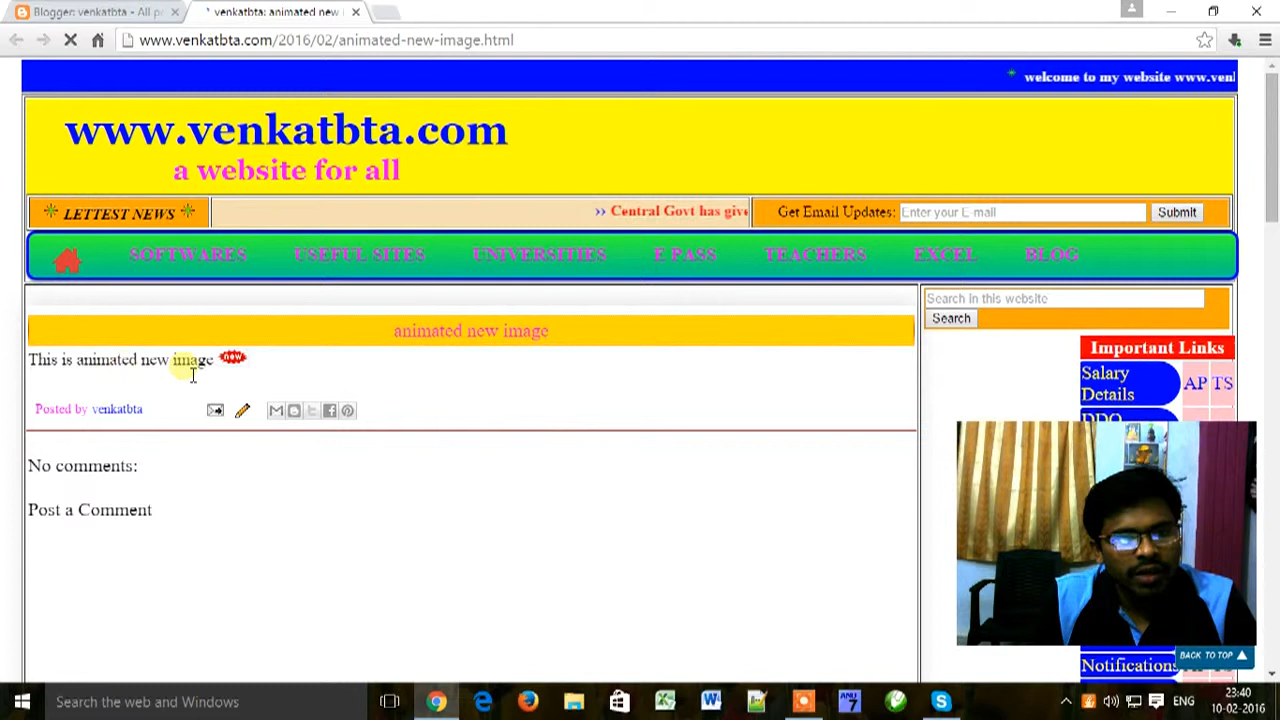 Blogger: venkatbta - All p
venkatbta: animated new i
www.venkatbta.com/2016/02/animated-new-image.html
welcome to my website www.ven
www.venkatbta.com
a website for all
LETTEST NEWS
›› Central Govt has give
Get Email Updates:
Enter your E-mail
Submit
SOFTWARES
USEFUL SITES
UNIVERSITIES
E PASS
TEACHERS
EXCEL
BLOG
Search in this website
Search
animated new image
This is animated new image new
Posted by venkatbta
No comments:
Post a Comment
Important Links
Salary Details AP TS
DDO
Notifications
BACK TO TOP
Search the web and Windows
ENG
23:40
10-02-2016